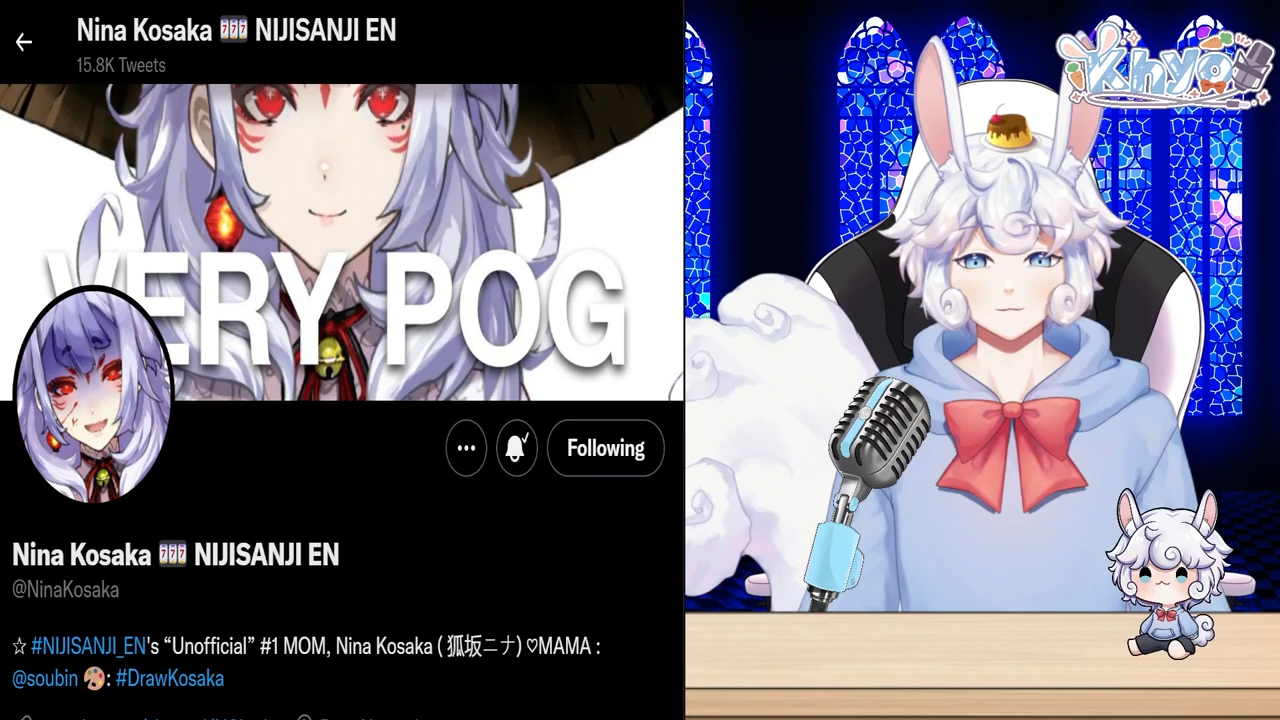 Nina Kosaka 🎰 NIJISANJI EN
15.8K Tweets
VERY POG
Following
Nina Kosaka 🎰 NIJISANJI EN
@NinaKosaka
☆ #NIJISANJI_EN's “Unofficial” #1 MOM, Nina Kosaka ( 狐坂ニナ) ♡MAMA :
@soubin 🎨: #DrawKosaka
Khyo